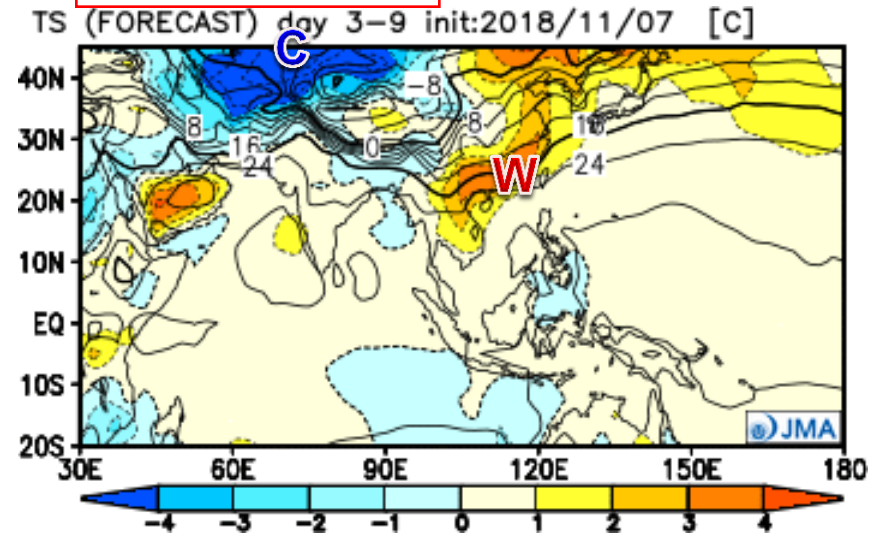 TS (FORECAST) day 3-9 init:2018/11/07 [C]
C
40N
-8
30N
8
8
16
16
0
24
24
W
20N
10N
EQ
10S
JMA
20S
30E 60E 90E 120E 150E 180
-4 -3 -2 -1 0 1 2 3 4